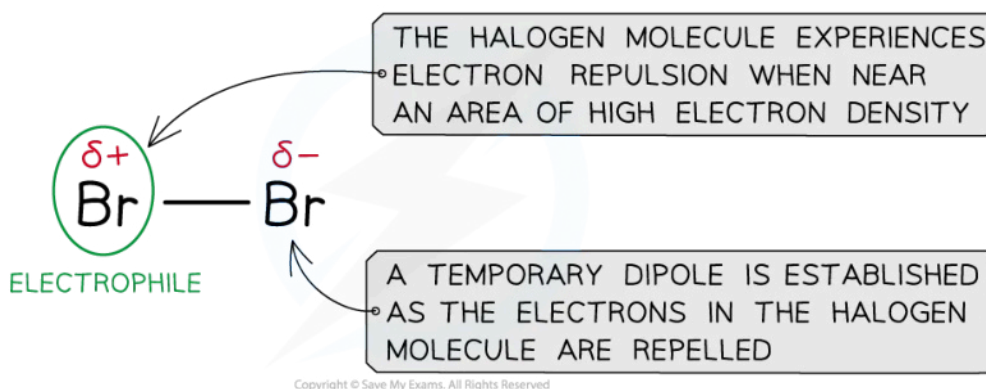 THE HALOGEN MOLECULE EXPERIENCES
ELECTRON REPULSION WHEN NEAR
AN AREA OF HIGH ELECTRON DENSITY
δ+
δ−
Br
Br
ELECTROPHILE
A TEMPORARY DIPOLE IS ESTABLISHED
AS THE ELECTRONS IN THE HALOGEN
MOLECULE ARE REPELLED
Copyright © Save My Exams. All Rights Reserved